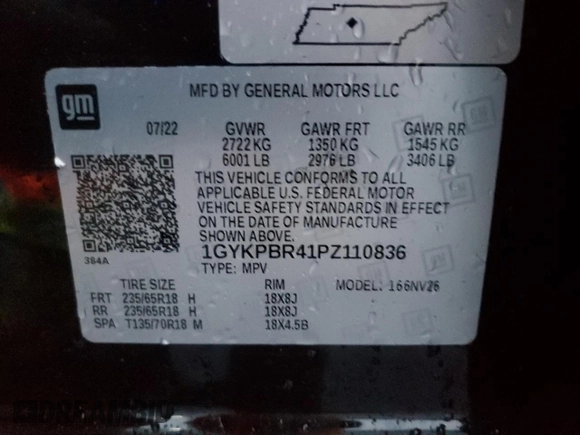 gm
MFD BY GENERAL MOTORS LLC
07/22 GVWR GAWR FRT GAWR RR
2722 KG 1350 KG 1545 KG
6001 LB 2976 LB 3406 LB
THIS VEHICLE CONFORMS TO ALL
APPLICABLE U.S. FEDERAL MOTOR
VEHICLE SAFETY STANDARDS IN EFFECT
ON THE DATE OF MANUFACTURE
SHOWN ABOVE.
384A
1GYKPBR41PZ110836
TYPE: MPV
TIRE SIZE RIM MODEL: 166NV26
FRT 235/65R18 H 18X8J
RR 235/65R18 H 18X8J
SPA T135/70R18 M 18X4.5B